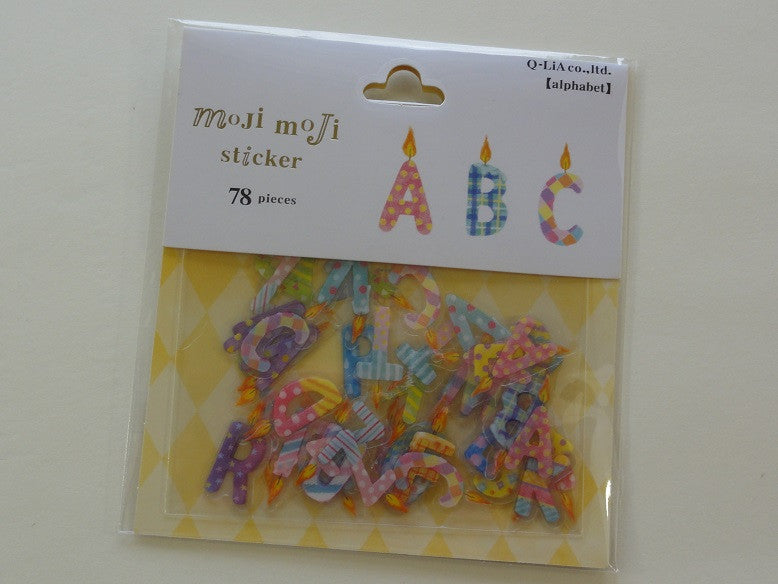 Q-LiA co.,ltd.
【alphabet】
moji moji
sticker
78 pieces
A B C